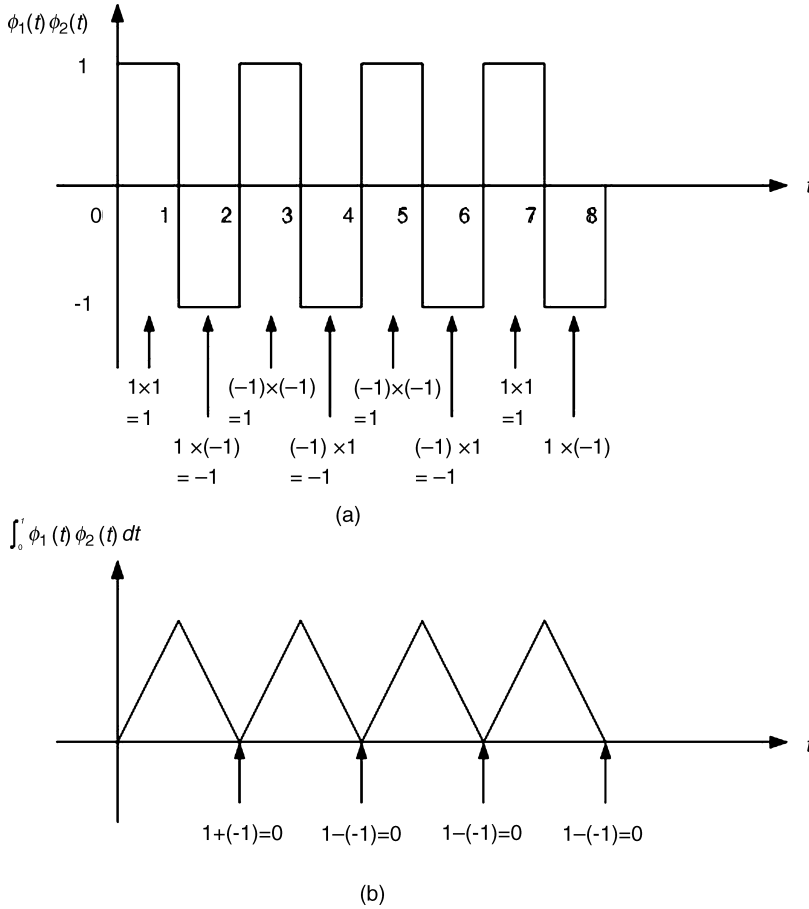 ϕ₁(t) ϕ₂(t)
1
t
0 1 2 3 4 5 6 7 8
-1
1×1 (−1)×(−1) (−1)×(−1) 1×1
=1 =1 =1 =1
1 ×(−1) (−1) ×1 (−1) ×1 1 ×(−1)
= −1 = −1 = −1
(a)
∫₀ᵗ ϕ₁ (t) ϕ₂ (t) dt
t
1+(-1)=0 1−(-1)=0 1−(-1)=0 1−(-1)=0
(b)